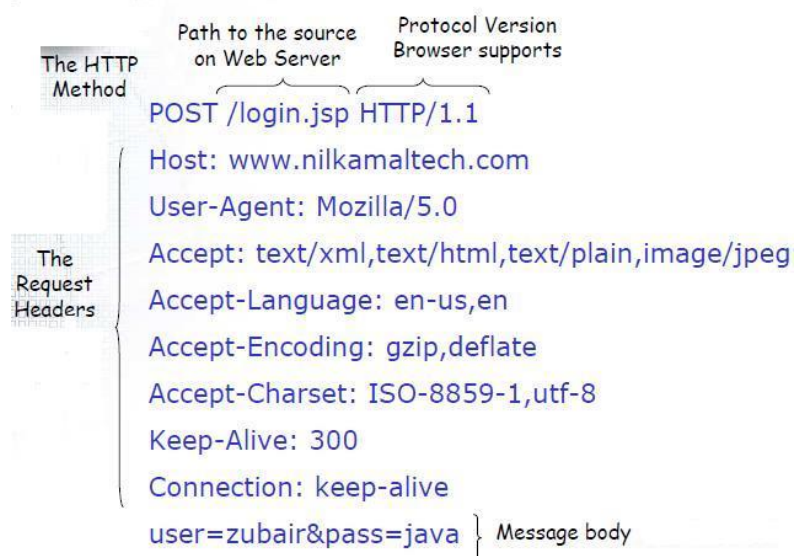 Path to the source
on Web Server
Protocol Version
Browser supports
The HTTP
Method
POST /login.jsp HTTP/1.1
Host: www.nilkamaltech.com
User-Agent: Mozilla/5.0
The
Request
Headers
Accept: text/xml,text/html,text/plain,image/jpeg
Accept-Language: en-us,en
Accept-Encoding: gzip,deflate
Accept-Charset: ISO-8859-1,utf-8
Keep-Alive: 300
Connection: keep-alive
user=zubair&pass=java Message body